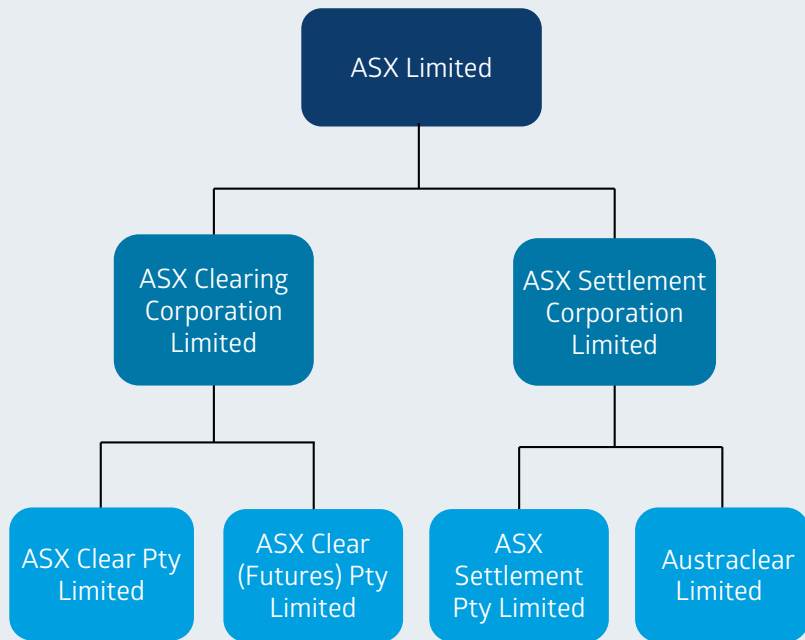 ASX Limited
ASX Clearing
Corporation
Limited
ASX Settlement
Corporation
Limited
ASX Clear Pty
Limited
ASX Clear
(Futures) Pty
Limited
ASX
Settlement
Pty Limited
Austraclear
Limited